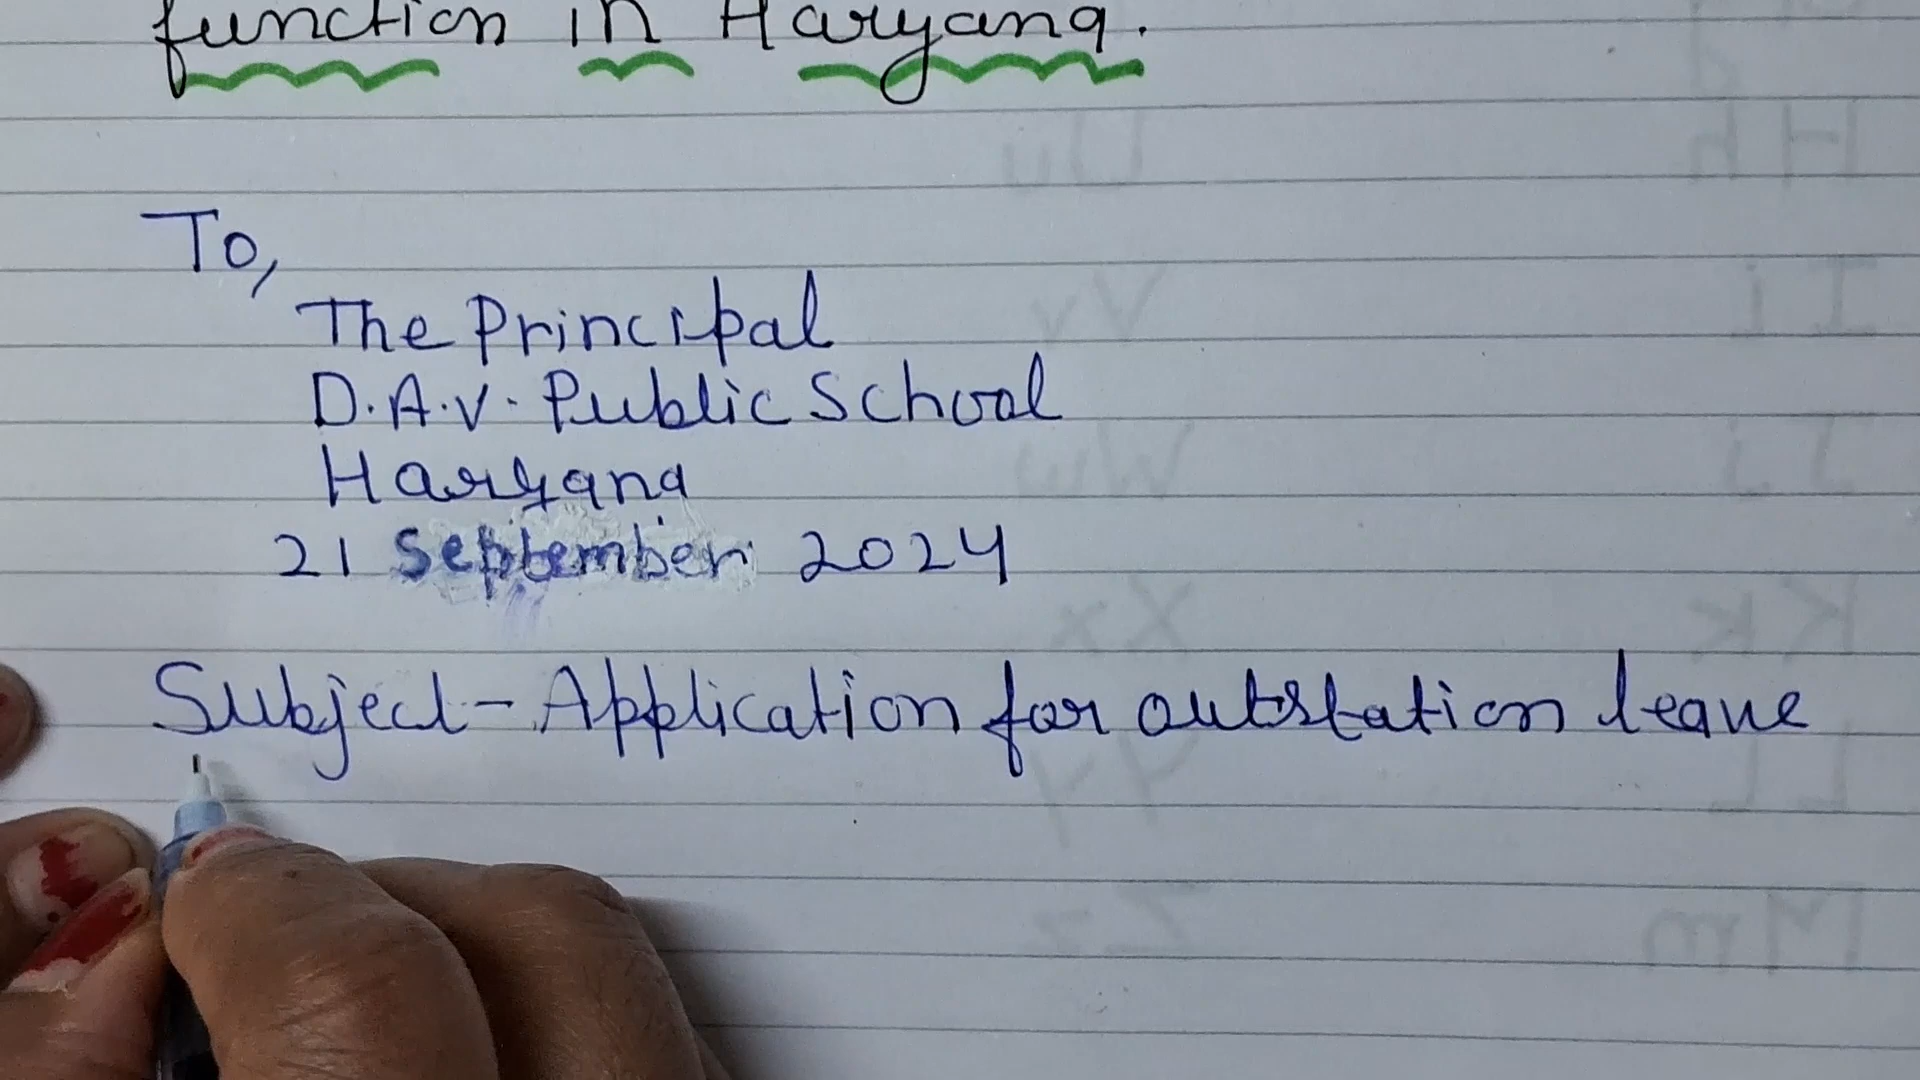 function in Haryana.
To,
The Principal
D.A.V. Public School
Haryana
21 September 2024
Subject - Application for outstation leave